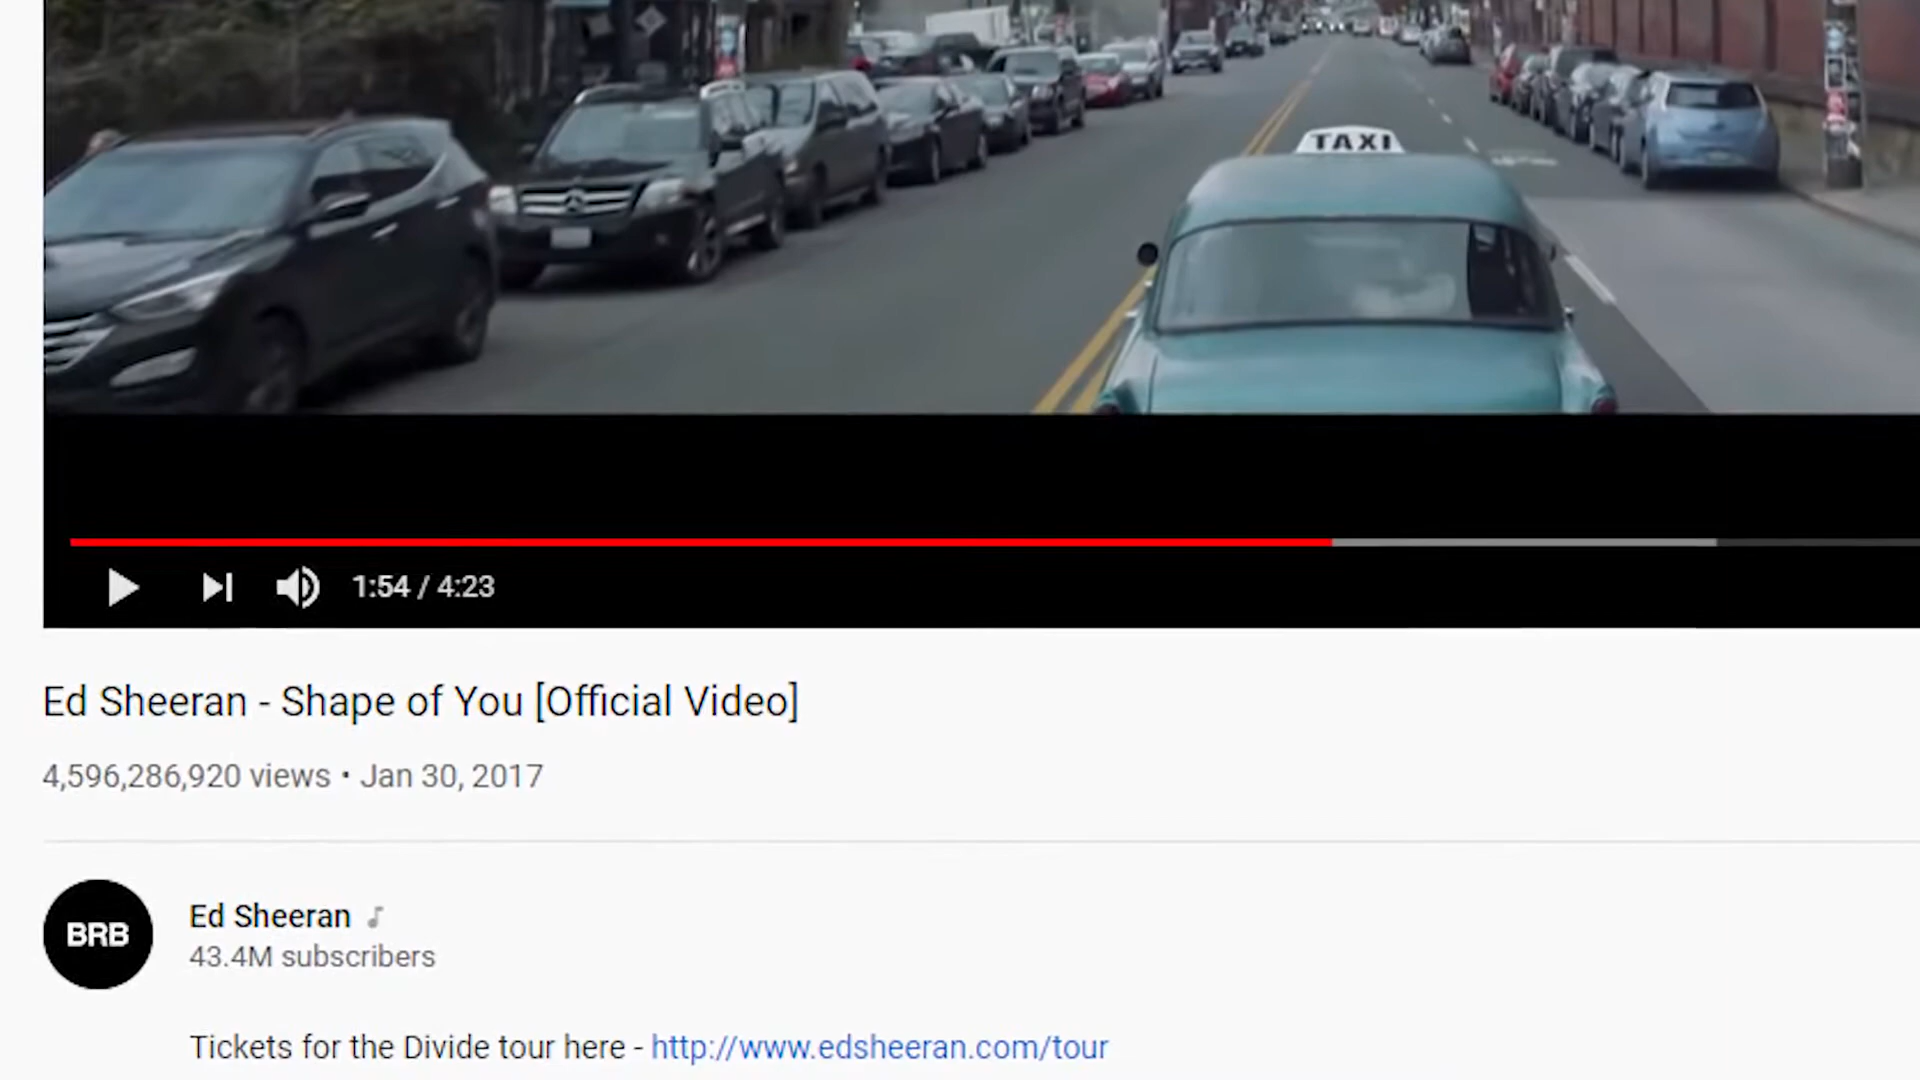 TAXI
1:54 / 4:23
Ed Sheeran - Shape of You [Official Video]
4,596,286,920 views • Jan 30, 2017
BRB
Ed Sheeran
43.4M subscribers
Tickets for the Divide tour here - http://www.edsheeran.com/tour